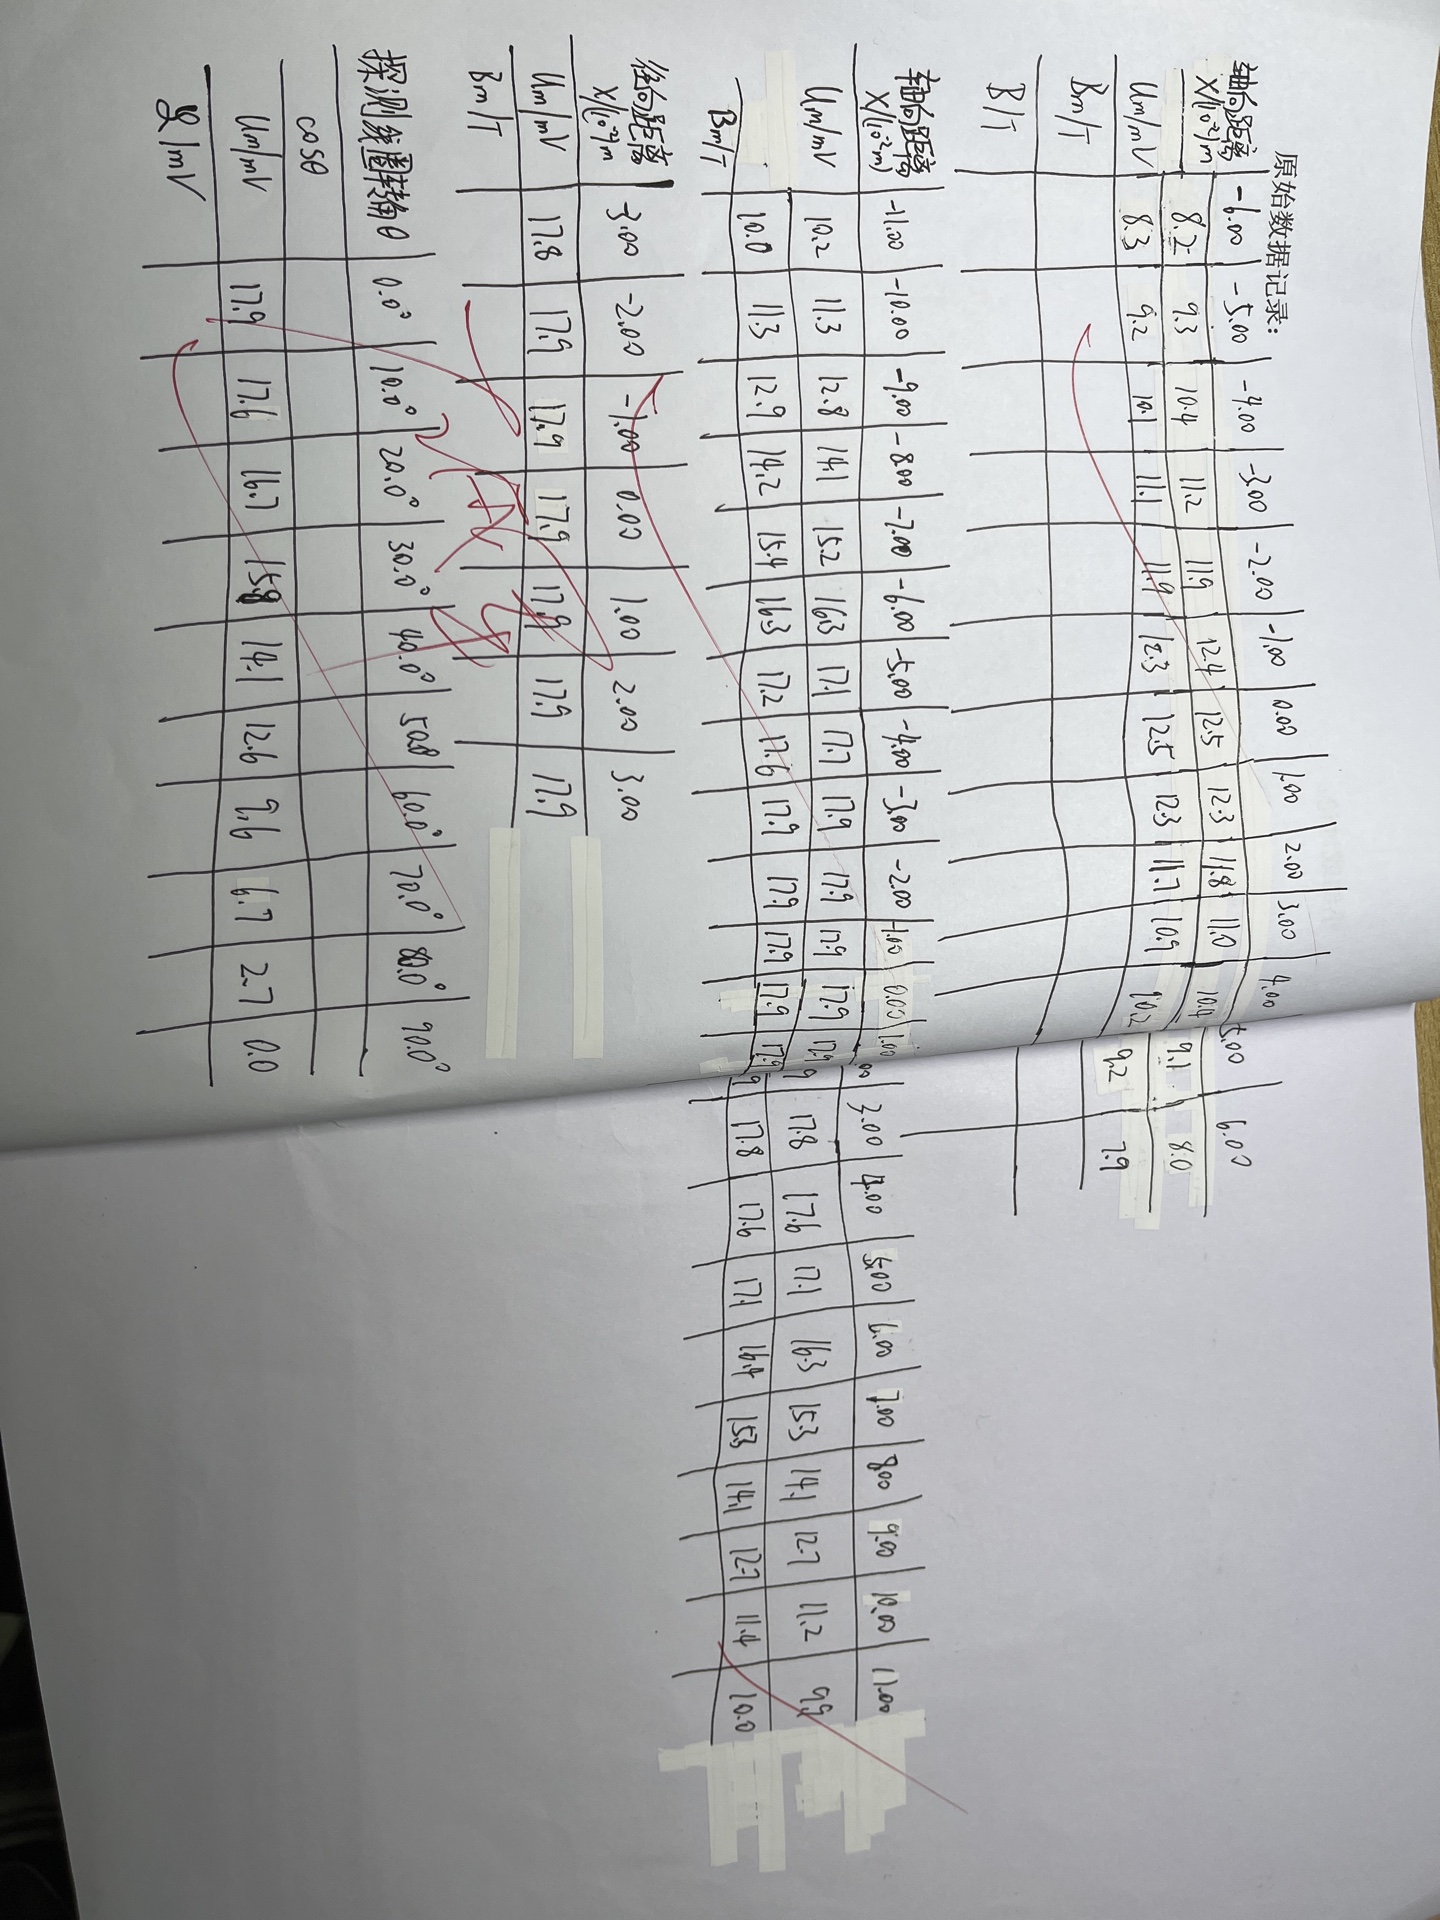 原始数据记录:
轴向距离 X/(10⁻²)m -6.00 -5.00 -4.00 -3.00 -2.00 -1.00 0.00 1.00 2.00 3.00 4.00 5.00 6.00
Um/mV 8.2 9.3 10.4 11.2 11.9 12.4 12.5 12.3 11.8 11.0 10.4 9.1 8.0
8.3 9.2 10.1 11.1 11.9 12.3 12.5 12.3 11.7 10.9 10.2 9.2 7.9
Bm/T
B/T
轴向距离 X/(10⁻²m) -11.00 -10.00 -9.00 -8.00 -7.00 -6.00 -5.00 -4.00 -3.00 -2.00 -1.00 0.00 1.00 00 3.00 4.00 5.00 6.00 7.00 8.00 9.00 10.00 11.00
Um/mV 10.2 11.3 12.8 14.1 15.2 16.3 17.1 17.7 17.9 17.9 17.9 17.9 17.9 9 17.8 17.6 17.1 16.3 15.3 14.1 12.7 11.2 9.9
10.0 11.3 12.9 14.2 15.4 16.3 17.2 17.6 17.9 17.9 17.9 17.9 17.9 9 17.8 17.6 17.1 16.4 15.3 14.1 12.7 11.4 10.0
Bm/T
径向距离 X/(10⁻²)m -3.00 -2.00 -1.00 0.00 1.00 2.00 3.00
Um/mV 17.8 17.9 17.9 17.9 17.9 17.9 17.9
Bm/T
探测线圈转角θ 0.0° 10.0° 20.0° 30.0° 40.0° 50.0 60.0° 70.0° 80.0° 90.0°
cosθ
Um/mV 17.9 17.6 16.7 15.8 14.1 12.6 9.6 6.7 2.7 0.0
/mV